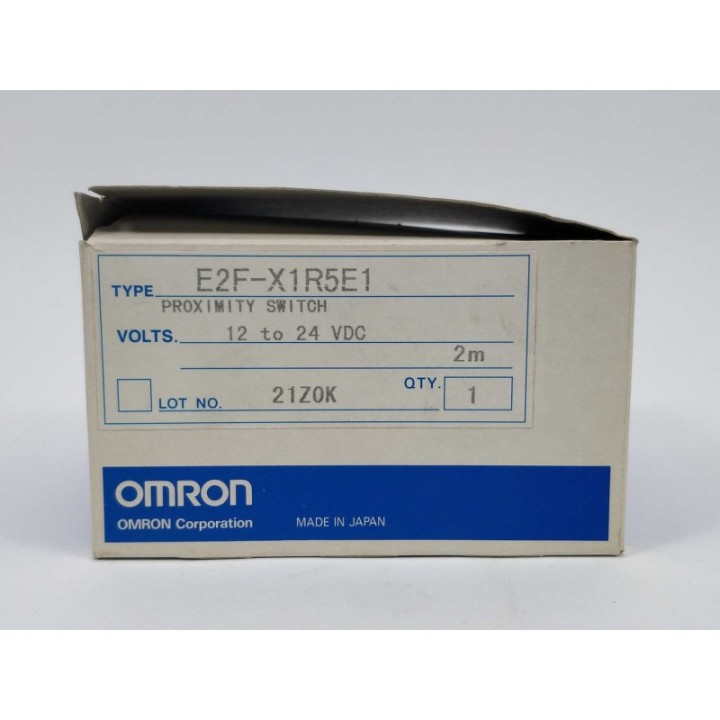 TYPE E2F-X1R5E1
PROXIMITY SWITCH
VOLTS. 12 to 24 VDC
2m
LOT NO. 21Z0K QTY. 1
OMRON
OMRON Corporation MADE IN JAPAN